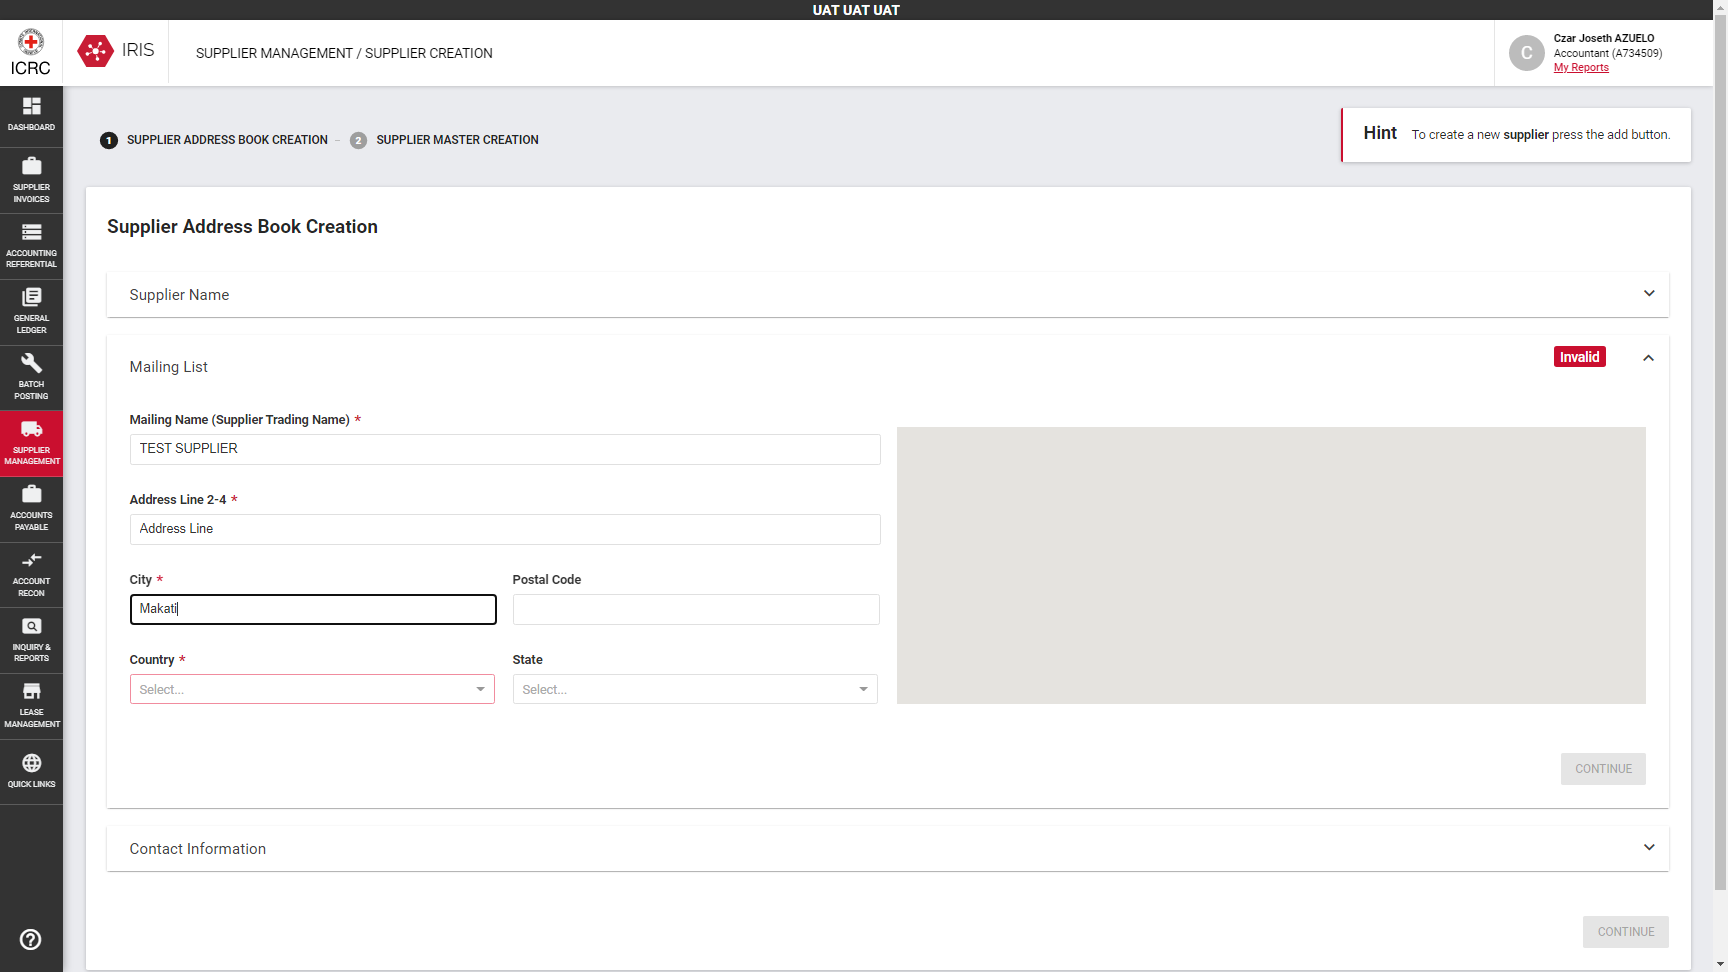 UAT UAT UAT
ICRC
IRIS
SUPPLIER MANAGEMENT / SUPPLIER CREATION
C
Czar Joseth AZUELO
Accountant (A734509)
My Reports
DASHBOARD
SUPPLIER
INVOICES
ACCOUNTING
REFERENTIAL
GENERAL
LEDGER
BATCH
POSTING
SUPPLIER
MANAGEMENT
ACCOUNTS
PAYABLE
ACCOUNT
RECON
INQUIRY &
REPORTS
LEASE
MANAGEMENT
QUICK LINKS
1 SUPPLIER ADDRESS BOOK CREATION – 2 SUPPLIER MASTER CREATION
Hint To create a new supplier press the add button.
Supplier Address Book Creation
Supplier Name
Mailing List
Invalid
Mailing Name (Supplier Trading Name) *
TEST SUPPLIER
Address Line 2-4 *
Address Line
City * Postal Code
Makati
Country * State
Select... Select...
CONTINUE
Contact Information
CONTINUE